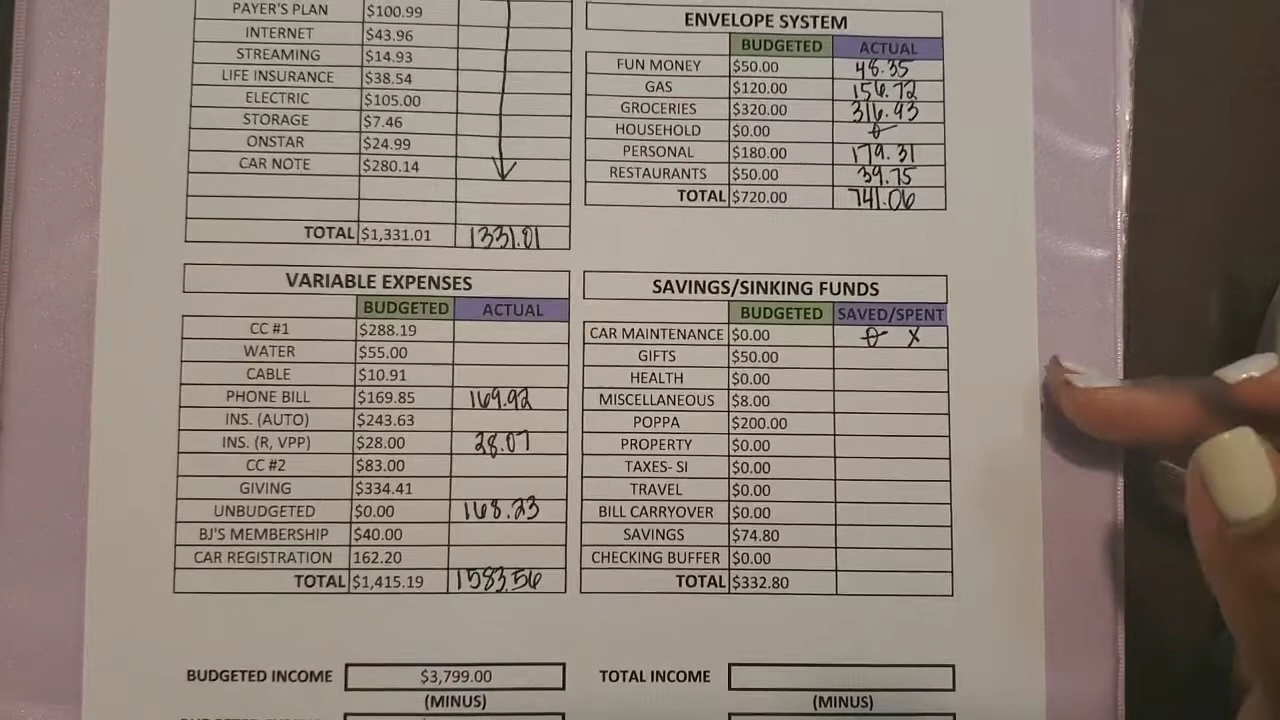 PAYER'S PLAN $100.99
INTERNET $43.96
STREAMING $14.93
LIFE INSURANCE $38.54
ELECTRIC $105.00
STORAGE $7.46
ONSTAR $24.99
CAR NOTE $280.14
TOTAL $1,331.01 1331.01
ENVELOPE SYSTEM
BUDGETED ACTUAL
FUN MONEY $50.00 48.35
GAS $120.00 156.72
GROCERIES $320.00 316.93
HOUSEHOLD $0.00 0
PERSONAL $180.00 179.31
RESTAURANTS $50.00 39.75
TOTAL $720.00 741.06
VARIABLE EXPENSES
BUDGETED ACTUAL
CC #1 $288.19
WATER $55.00
CABLE $10.91
PHONE BILL $169.85 169.92
INS. (AUTO) $243.63
INS. (R, VPP) $28.00 28.07
CC #2 $83.00
GIVING $334.41
UNBUDGETED $0.00 168.23
BJ'S MEMBERSHIP $40.00
CAR REGISTRATION 162.20
TOTAL $1,415.19 1583.56
SAVINGS/SINKING FUNDS
BUDGETED SAVED/SPENT
CAR MAINTENANCE $0.00 0 X
GIFTS $50.00
HEALTH $0.00
MISCELLANEOUS $8.00
POPPA $200.00
PROPERTY $0.00
TAXES- SI $0.00
TRAVEL $0.00
BILL CARRYOVER $0.00
SAVINGS $74.80
CHECKING BUFFER $0.00
TOTAL $332.80
BUDGETED INCOME $3,799.00
(MINUS)
TOTAL INCOME
(MINUS)